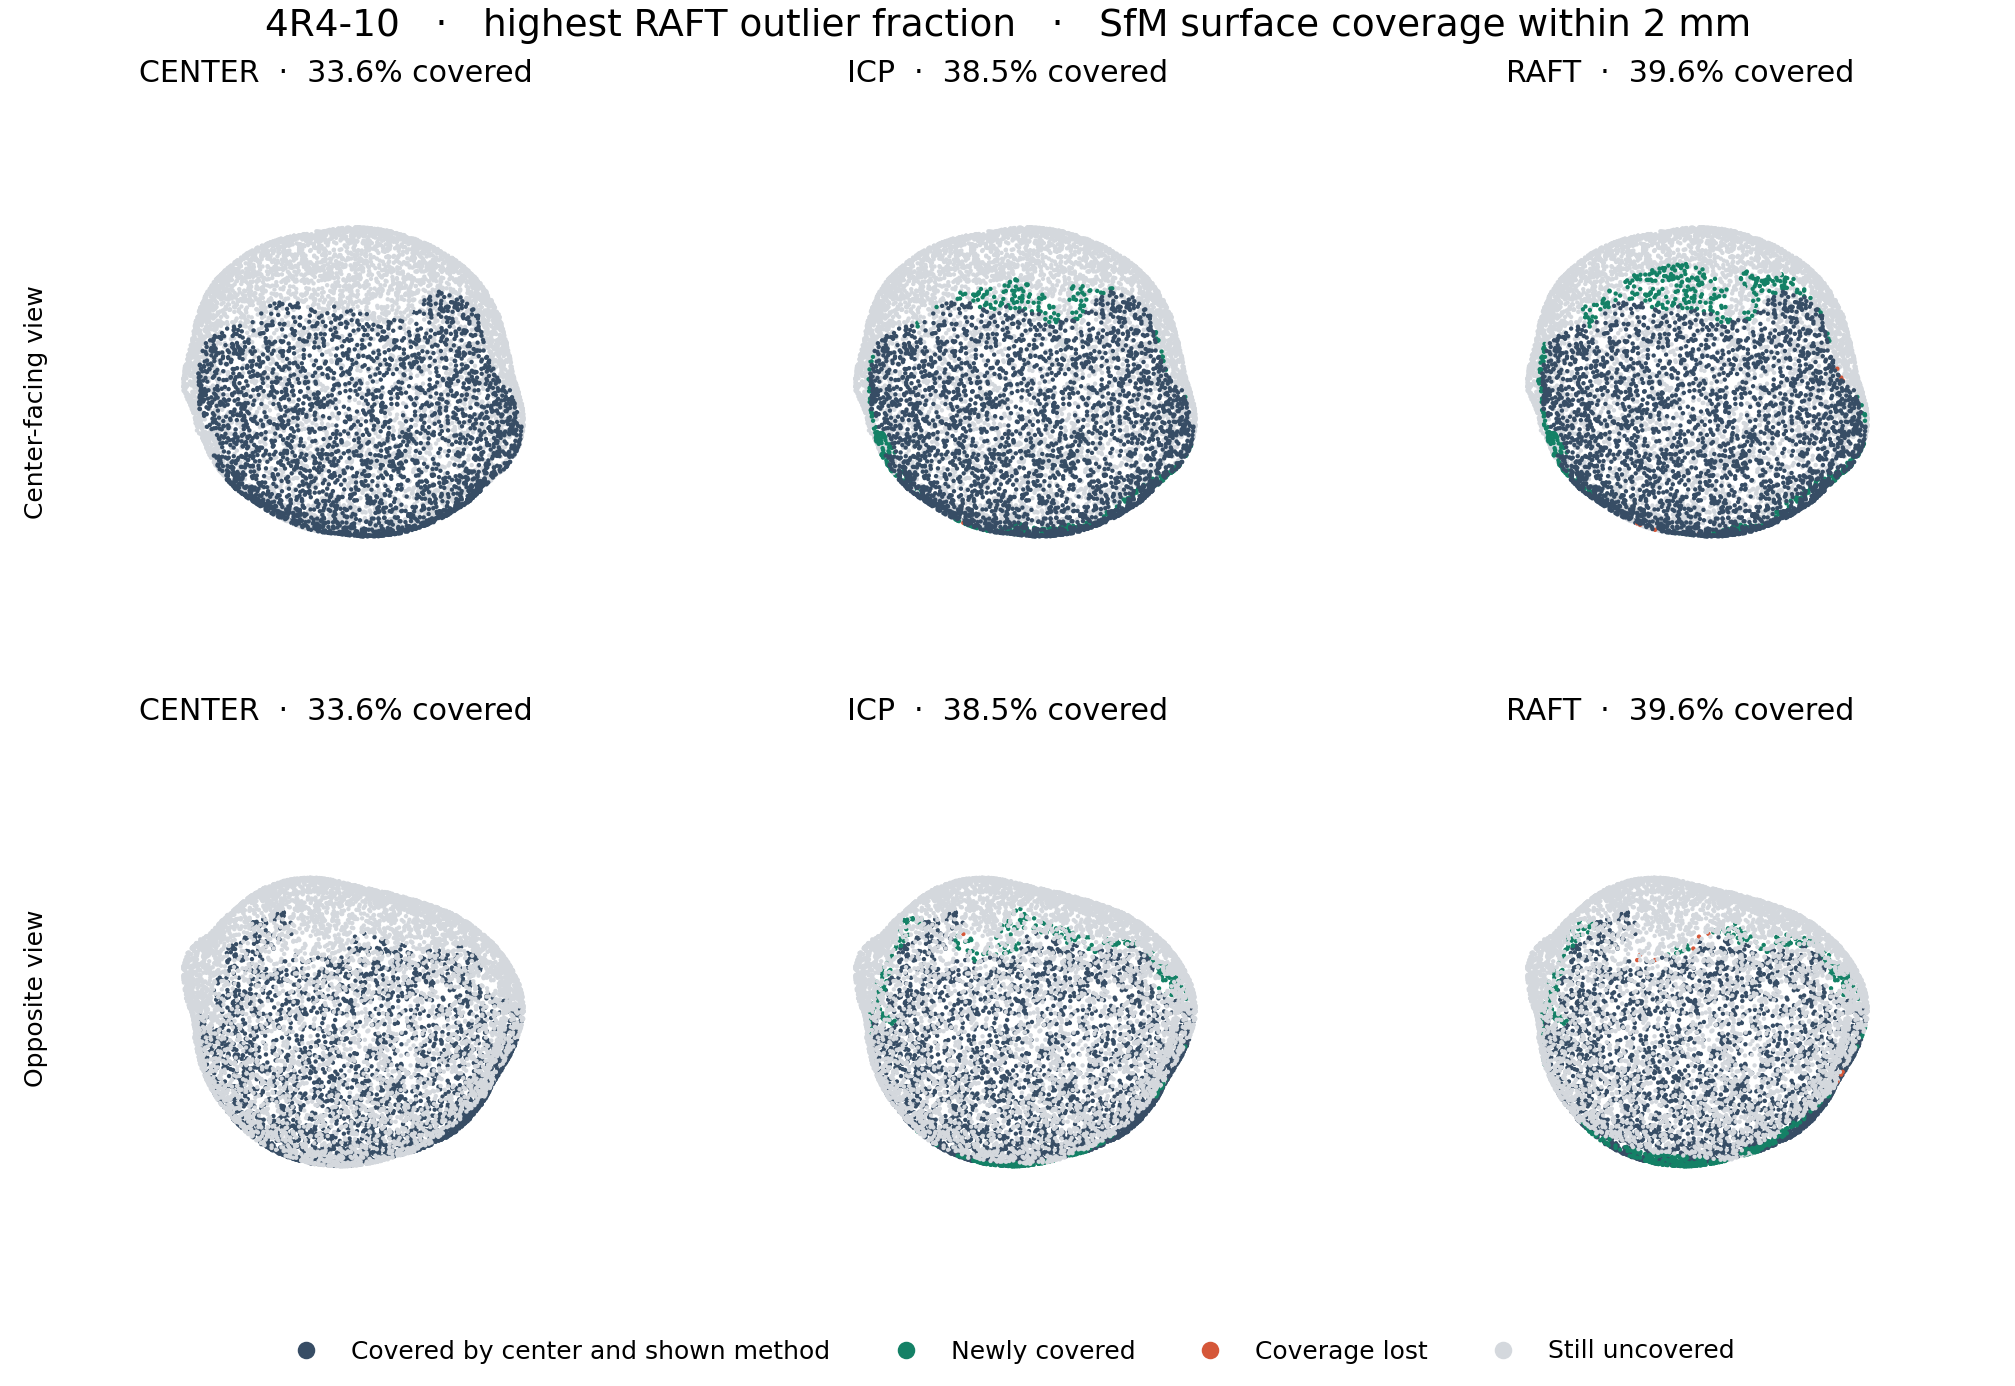 4R4-10 · highest RAFT outlier fraction · SfM surface coverage within 2 mm
CENTER · 33.6% covered
ICP · 38.5% covered
RAFT · 39.6% covered
Center-facing view
CENTER · 33.6% covered
ICP · 38.5% covered
RAFT · 39.6% covered
Opposite view
Covered by center and shown method
Newly covered
Coverage lost
Still uncovered